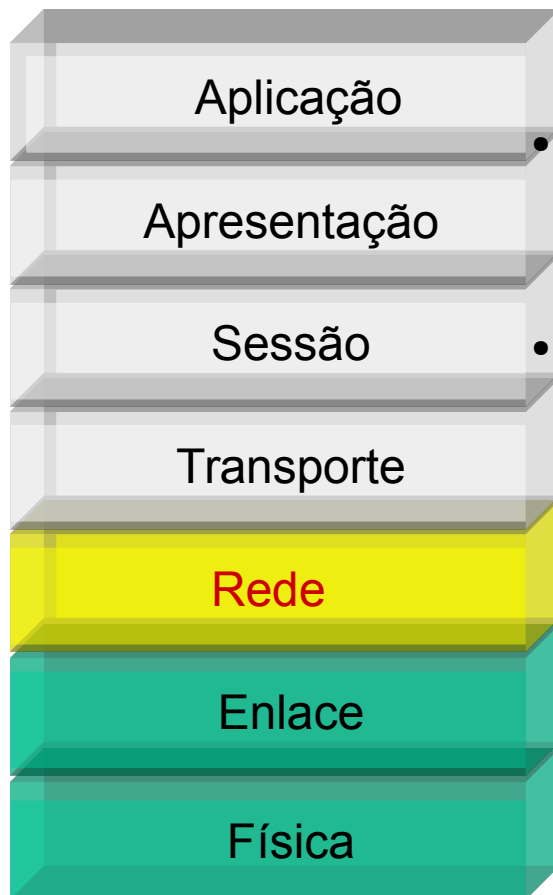 Aplicação
Apresentação
Sessão
Transporte
Rede
Enlace
Física